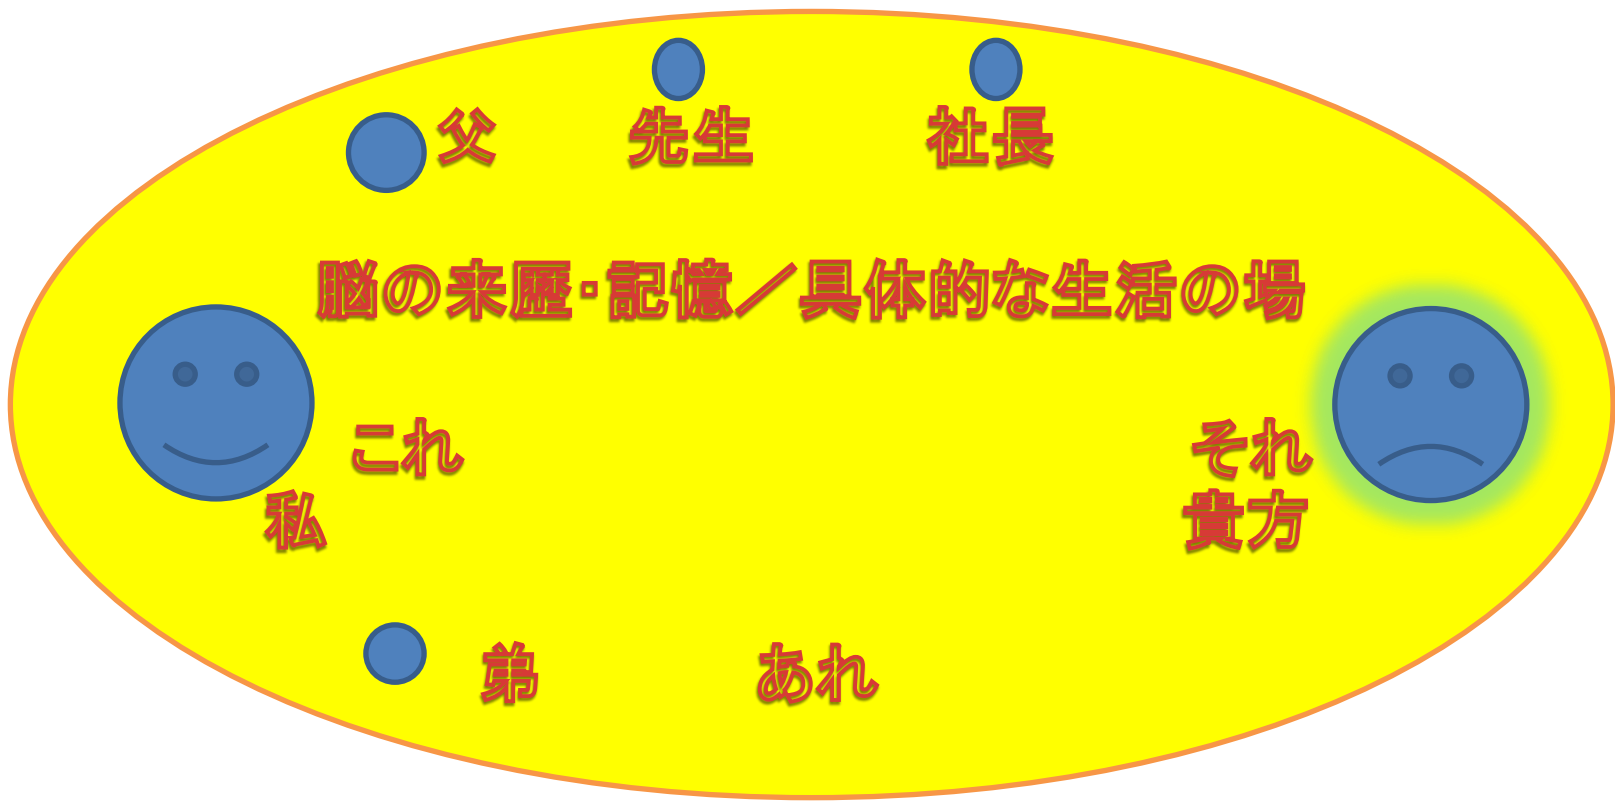 父
先生
社長
脳の来歴･記憶／具体的な生活の場
これ
それ
私
貴方
弟
あれ